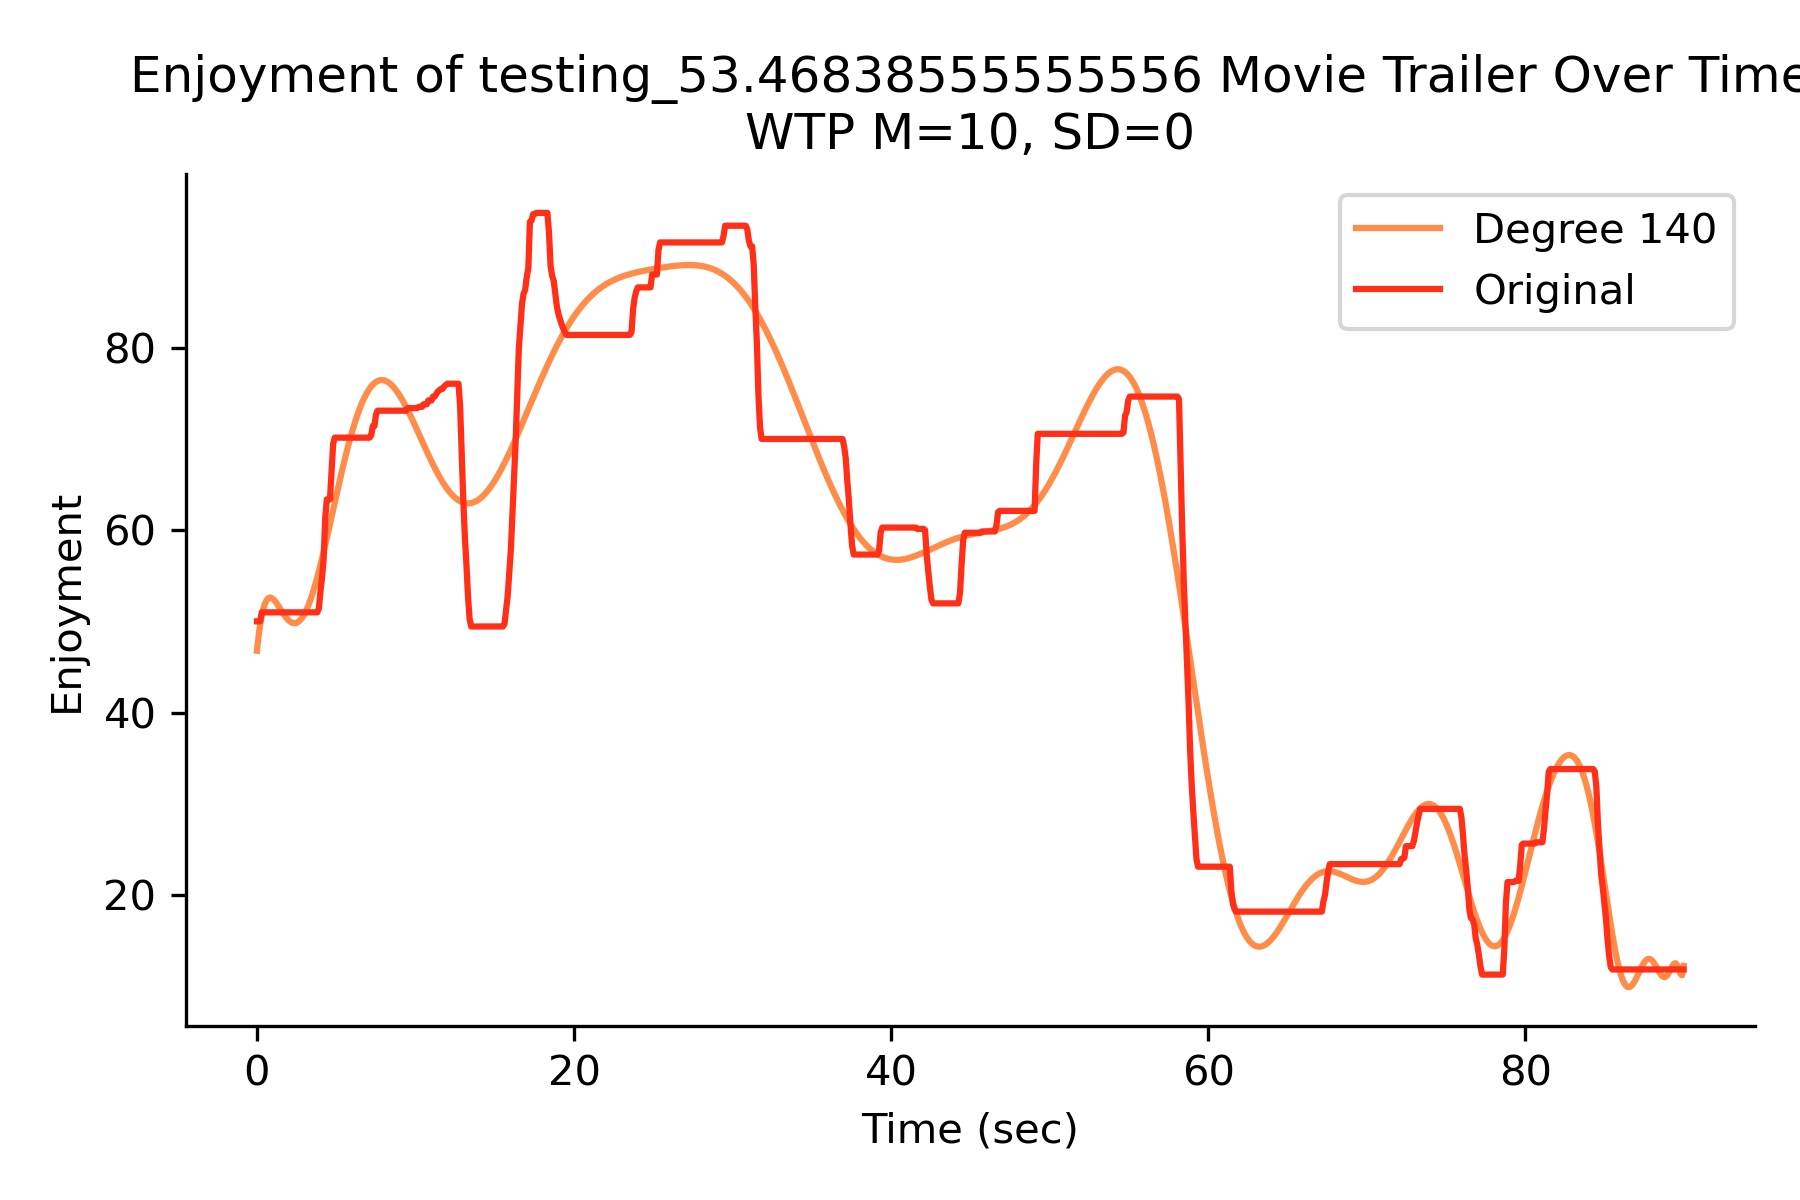 Enjoyment of testing_53.46838555555556 Movie Trailer Over Time
WTP M=10, SD=0
Degree 140
Original
Enjoyment
80
60
40
20
0
20
40
60
80
Time (sec)